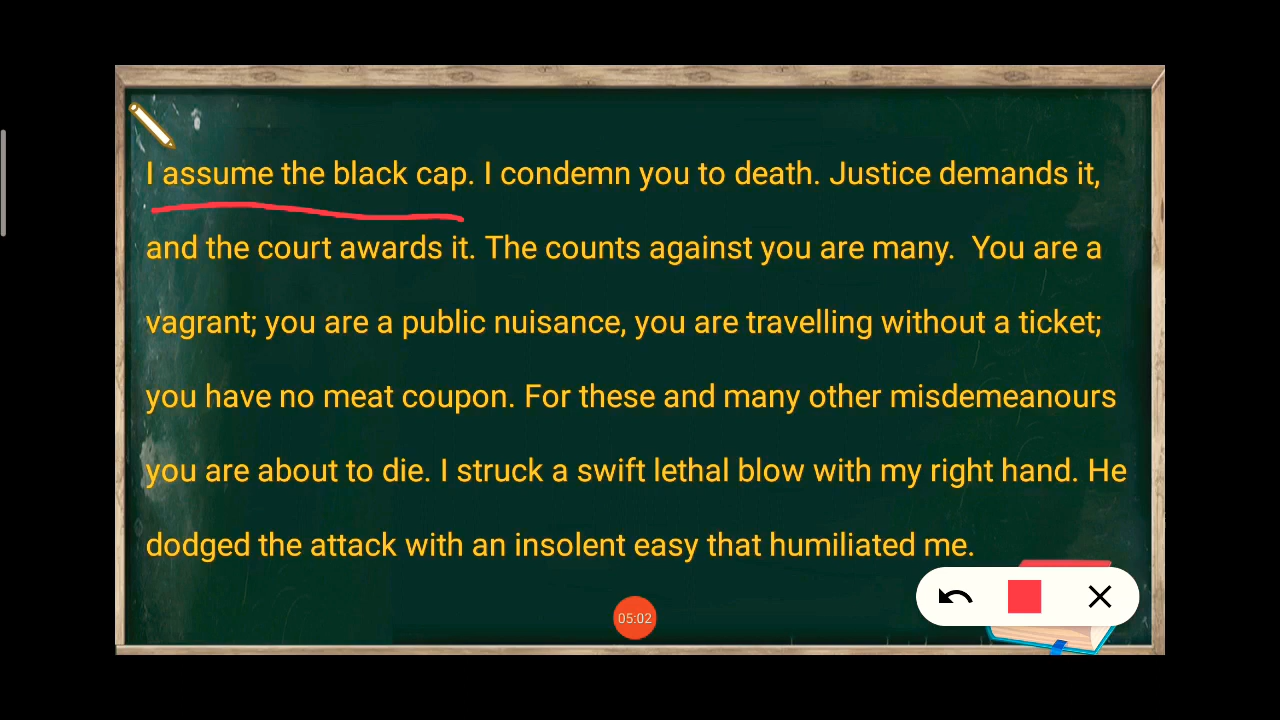 I assume the black cap. I condemn you to death. Justice demands it,
and the court awards it. The counts against you are many.  You are a
vagrant; you are a public nuisance, you are travelling without a ticket;
you have no meat coupon. For these and many other misdemeanours
you are about to die. I struck a swift lethal blow with my right hand. He
dodged the attack with an insolent easy that humiliated me.
05:02